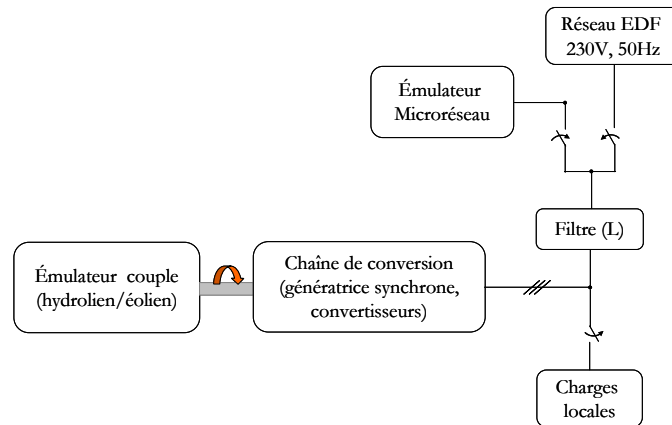 Réseau EDF
230V, 50Hz
Émulateur
Microréseau
Filtre (L)
Émulateur couple
(hydrolien/éolien)
Chaîne de conversion
(génératrice synchrone,
convertisseurs)
Charges
locales